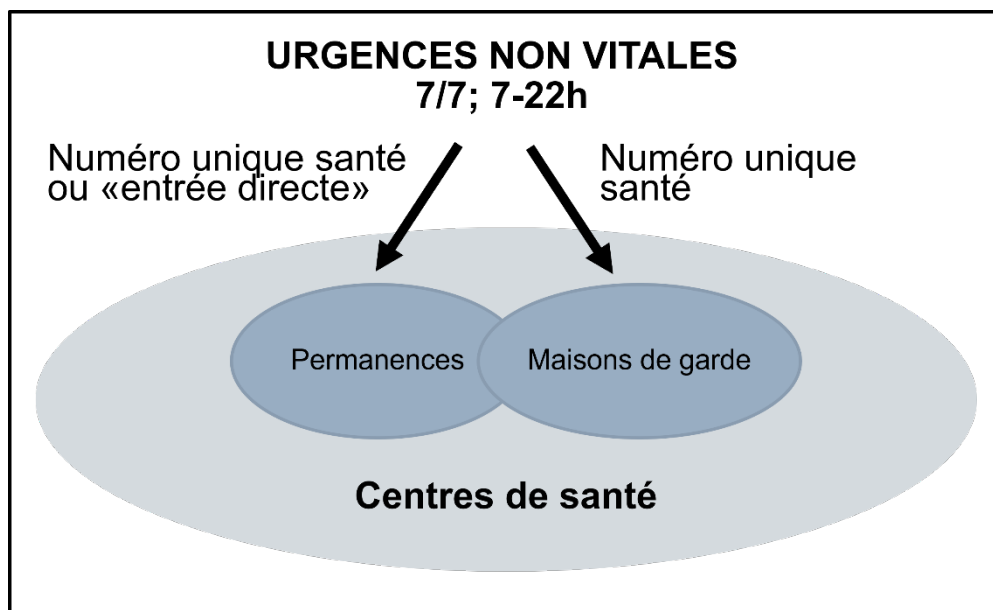 URGENCES NON VITALES
7/7; 7-22h
Numéro unique santé
ou «entrée directe»
Numéro unique
santé
Permanences
Maisons de garde
Centres de santé